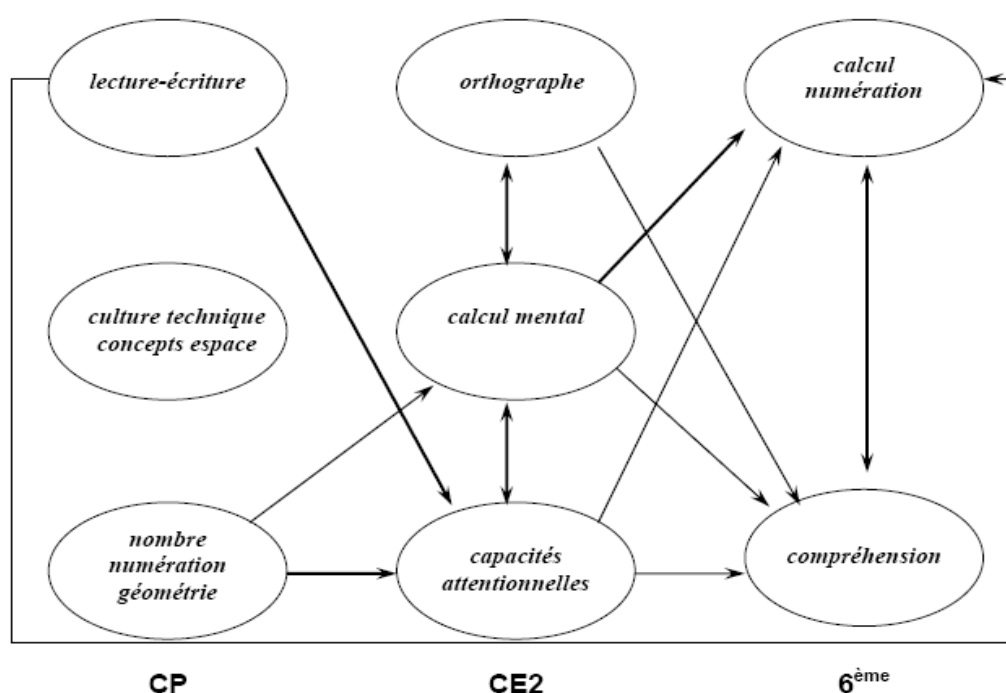 lecture-écriture
orthographe
calcul
numération
culture technique
concepts espace
calcul mental
nombre
numération
géométrie
capacités
attentionnelles
compréhension
CP
CE2
6ème